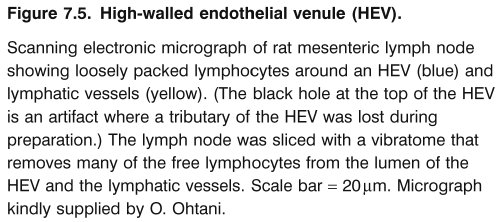 Figure 7.5. High-walled endothelial venule (HEV).
Scanning electronic micrograph of rat mesenteric lymph node
showing loosely packed lymphocytes around an HEV (blue) and
lymphatic vessels (yellow). (The black hole at the top of the HEV
is an artifact where a tributary of the HEV was lost during
preparation.) The lymph node was sliced with a vibratome that
removes many of the free lymphocytes from the lumen of the
HEV and the lymphatic vessels. Scale bar = 20 μm. Micrograph
kindly supplied by O. Ohtani.